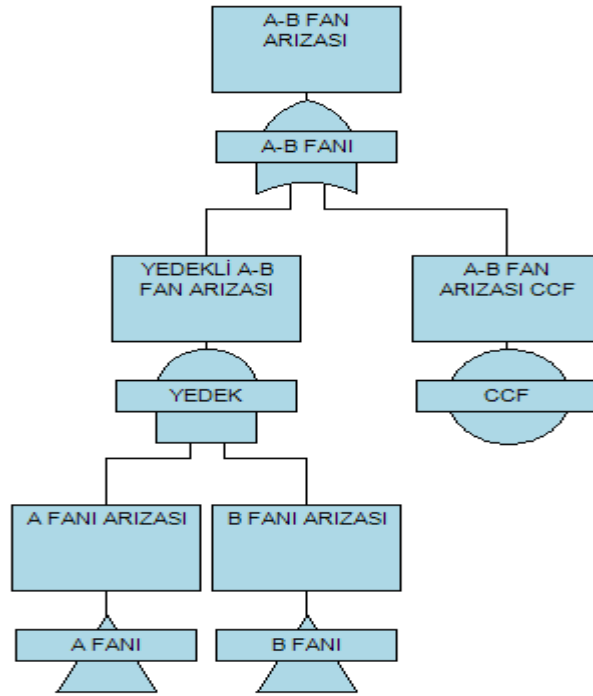 A-B FAN
ARIZASI
A-B FANI
YEDEKLİ A-B
FAN ARIZASI
A-B FAN
ARIZASI CCF
YEDEK
CCF
A FANI ARIZASI
B FANI ARIZASI
A FANI
B FANI